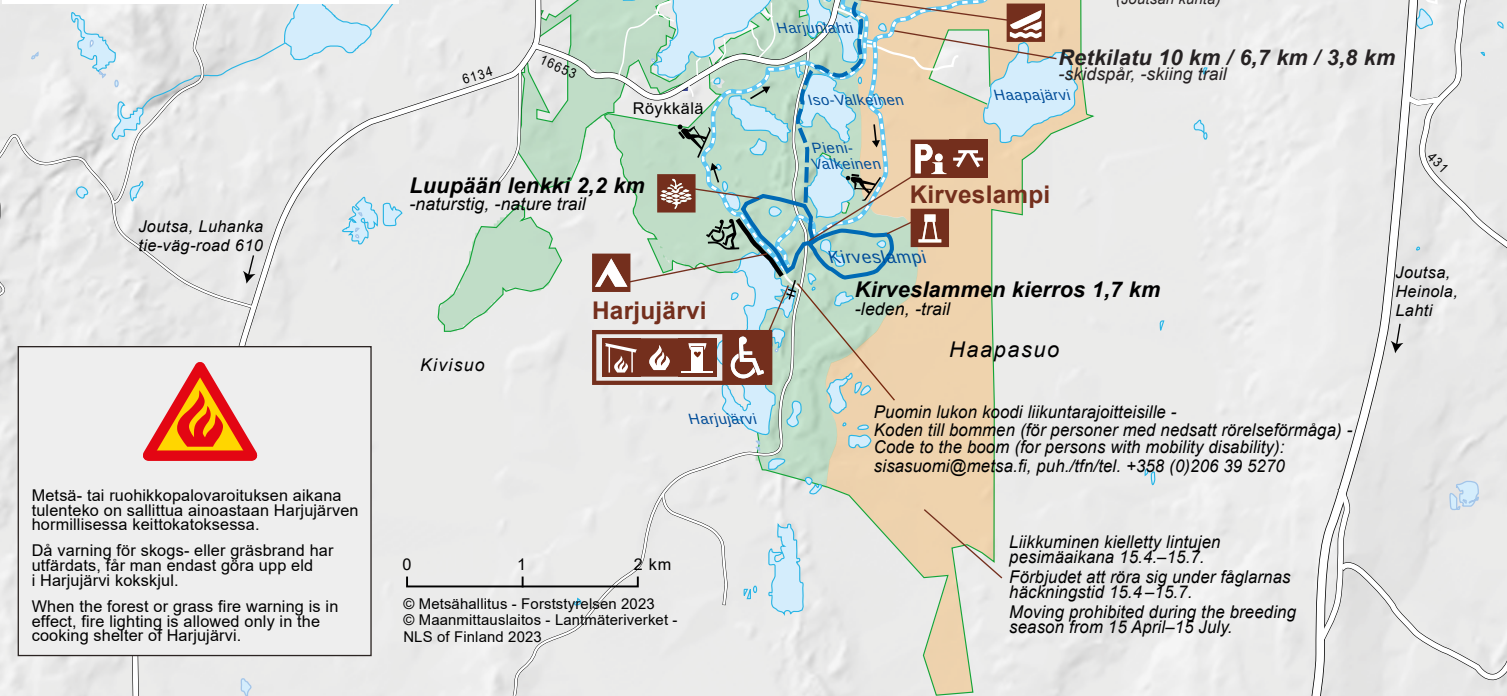 (Joutsan kunta)
Harjunlahti
Retkilatu 10 km / 6,7 km / 3,8 km
-skidspår, -skiing trail
6134
16653
Haapajärvi
Iso-Valkeinen
Röykkälä
Pieni-
Valkeinen
431
P i
Kirveslampi
Luupään lenkki 2,2 km
-naturstig, -nature trail
Joutsa, Luhanka
tie-väg-road 610
Kirveslampi
Joutsa,
Heinola,
Lahti
Kirveslammen kierros 1,7 km
-leden, -trail
Harjujärvi
Haapasuo
Kivisuo
Harjujärvi
Puomin lukon koodi liikuntarajoitteisille -
Koden till bommen (för personer med nedsatt rörelseförmåga) -
Code to the boom (for persons with mobility disability):
sisasuomi@metsa.fi, puh./tfn/tel. +358 (0)206 39 5270
Metsä- tai ruohikkopalovaroituksen aikana
tulenteko on sallittua ainoastaan Harjujärven
hormillisessa keittokatoksessa.
Då varning för skogs- eller gräsbrand har
utfärdats, får man endast göra upp eld
i Harjujärvi kokskjul.
When the forest or grass fire warning is in
effect, fire lighting is allowed only in the
cooking shelter of Harjujärvi.
0 1 2 km
© Metsähallitus - Forststyrelsen 2023
© Maanmittauslaitos - Lantmäteriverket -
NLS of Finland 2023
Liikkuminen kielletty lintujen
pesimäaikana 15.4.–15.7.
Förbjudet att röra sig under fåglarnas
häckningstid 15.4–15.7.
Moving prohibited during the breeding
season from 15 April–15 July.